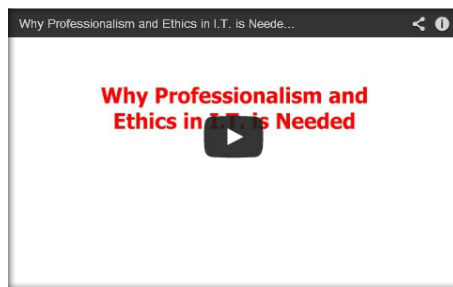 Why Professionalism and Ethics in I.T. is Neede...
Why Professionalism and
Ethics in I.T. is Needed